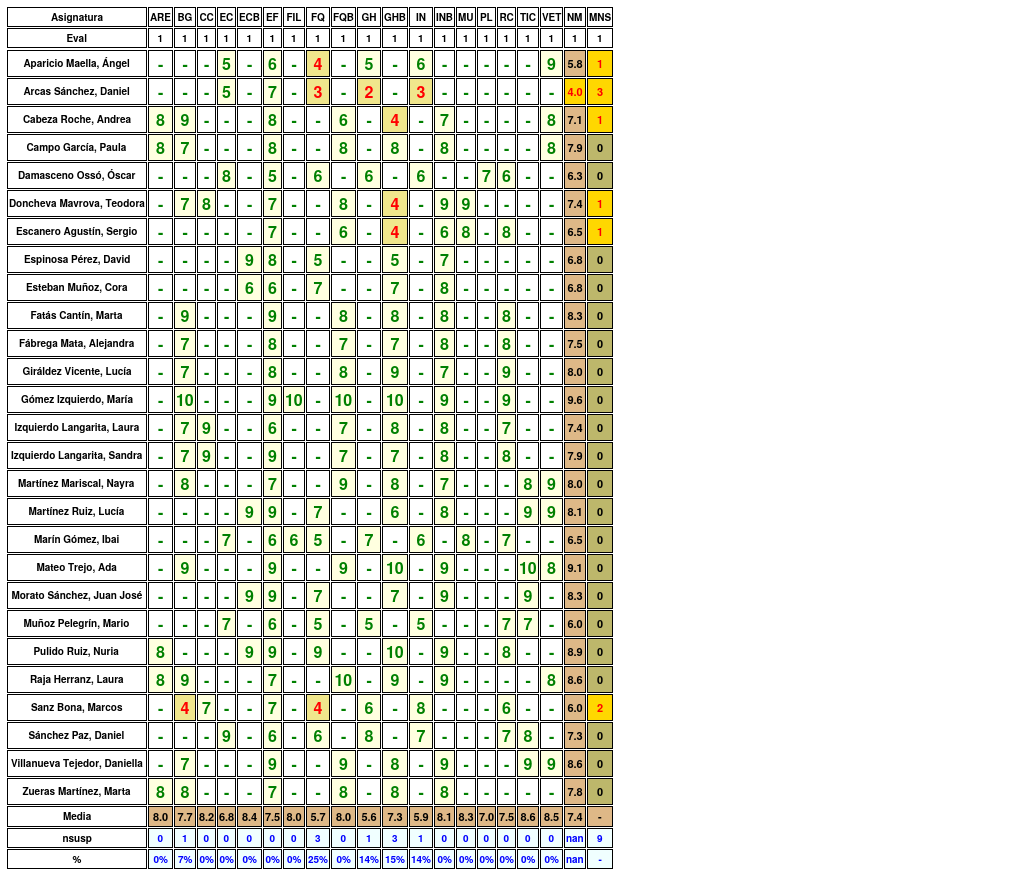 Asignatura ARE BG CC EC ECB EF FIL FQ FQB GH GHB IN INB MU PL RC TIC VET NM MNS
Eval 1 1 1 1 1 1 1 1 1 1 1 1 1 1 1 1 1 1 1 1
Aparicio Maella, Ángel - - - 5 - 6 - 4 - 5 - 6 - - - - - 9 5.8 1
Arcas Sánchez, Daniel - - - 5 - 7 - 3 - 2 - 3 - - - - - - 4.0 3
Cabeza Roche, Andrea 8 9 - - - 8 - - 6 - 4 - 7 - - - - 8 7.1 1
Campo García, Paula 8 7 - - - 8 - - 8 - 8 - 8 - - - - 8 7.9 0
Damasceno Ossó, Óscar - - - 8 - 5 - 6 - 6 - 6 - - 7 6 - - 6.3 0
Doncheva Mavrova, Teodora - 7 8 - - 7 - - 8 - 4 - 9 9 - - - - 7.4 1
Escanero Agustín, Sergio - - - - - 7 - - 6 - 4 - 6 8 - 8 - - 6.5 1
Espinosa Pérez, David - - - - 9 8 - 5 - - 5 - 7 - - - - - 6.8 0
Esteban Muñoz, Cora - - - - 6 6 - 7 - - 7 - 8 - - - - - 6.8 0
Fatás Cantín, Marta - 9 - - - 9 - - 8 - 8 - 8 - - 8 - - 8.3 0
Fábrega Mata, Alejandra - 7 - - - 8 - - 7 - 7 - 8 - - 8 - - 7.5 0
Giráldez Vicente, Lucía - 7 - - - 8 - - 8 - 9 - 7 - - 9 - - 8.0 0
Gómez Izquierdo, María - 10 - - - 9 10 - 10 - 10 - 9 - - 9 - - 9.6 0
Izquierdo Langarita, Laura - 7 9 - - 6 - - 7 - 8 - 8 - - 7 - - 7.4 0
Izquierdo Langarita, Sandra - 7 9 - - 9 - - 7 - 7 - 8 - - 8 - - 7.9 0
Martínez Mariscal, Nayra - 8 - - - 7 - - 9 - 8 - 7 - - - 8 9 8.0 0
Martínez Ruiz, Lucía - - - - 9 9 - 7 - - 6 - 8 - - - 9 9 8.1 0
Marín Gómez, Ibai - - - 7 - 6 6 5 - 7 - 6 - 8 - 7 - - 6.5 0
Mateo Trejo, Ada - 9 - - - 9 - - 9 - 10 - 9 - - - 10 8 9.1 0
Morato Sánchez, Juan José - - - - 9 9 - 7 - - 7 - 9 - - - 9 - 8.3 0
Muñoz Pelegrín, Mario - - - 7 - 6 - 5 - 5 - 5 - - - 7 7 - 6.0 0
Pulido Ruiz, Nuria 8 - - - 9 9 - 9 - - 10 - 9 - - 8 - - 8.9 0
Raja Herranz, Laura 8 9 - - - 7 - - 10 - 9 - 9 - - - - 8 8.6 0
Sanz Bona, Marcos - 4 7 - - 7 - 4 - 6 - 8 - - - 6 - - 6.0 2
Sánchez Paz, Daniel - - - 9 - 6 - 6 - 8 - 7 - - - 7 8 - 7.3 0
Villanueva Tejedor, Daniella - 7 - - - 9 - - 9 - 8 - 9 - - - 9 9 8.6 0
Zueras Martínez, Marta 8 8 - - - 7 - - 8 - 8 - 8 - - - - - 7.8 0
Media 8.0 7.7 8.2 6.8 8.4 7.5 8.0 5.7 8.0 5.6 7.3 5.9 8.1 8.3 7.0 7.5 8.6 8.5 7.4 -
nsusp 0 1 0 0 0 0 0 3 0 1 3 1 0 0 0 0 0 0 nan 9
% 0% 7% 0% 0% 0% 0% 0% 25% 0% 14% 15% 14% 0% 0% 0% 0% 0% 0% nan -